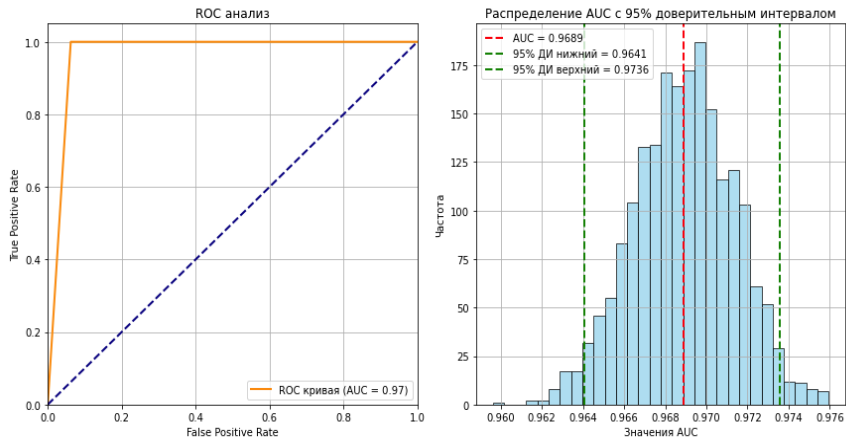 ROC анализ
True Positive Rate
1.0
0.8
0.6
0.4
0.2
0.0
0.0 0.2 0.4 0.6 0.8 1.0
False Positive Rate
ROC кривая (AUC = 0.97)
Распределение AUC с 95% доверительным интервалом
AUC = 0.9689
95% ДИ нижний = 0.9641
95% ДИ верхний = 0.9736
Частота
175
150
125
100
75
50
25
0
0.960 0.962 0.964 0.966 0.968 0.970 0.972 0.974 0.976
Значения AUC